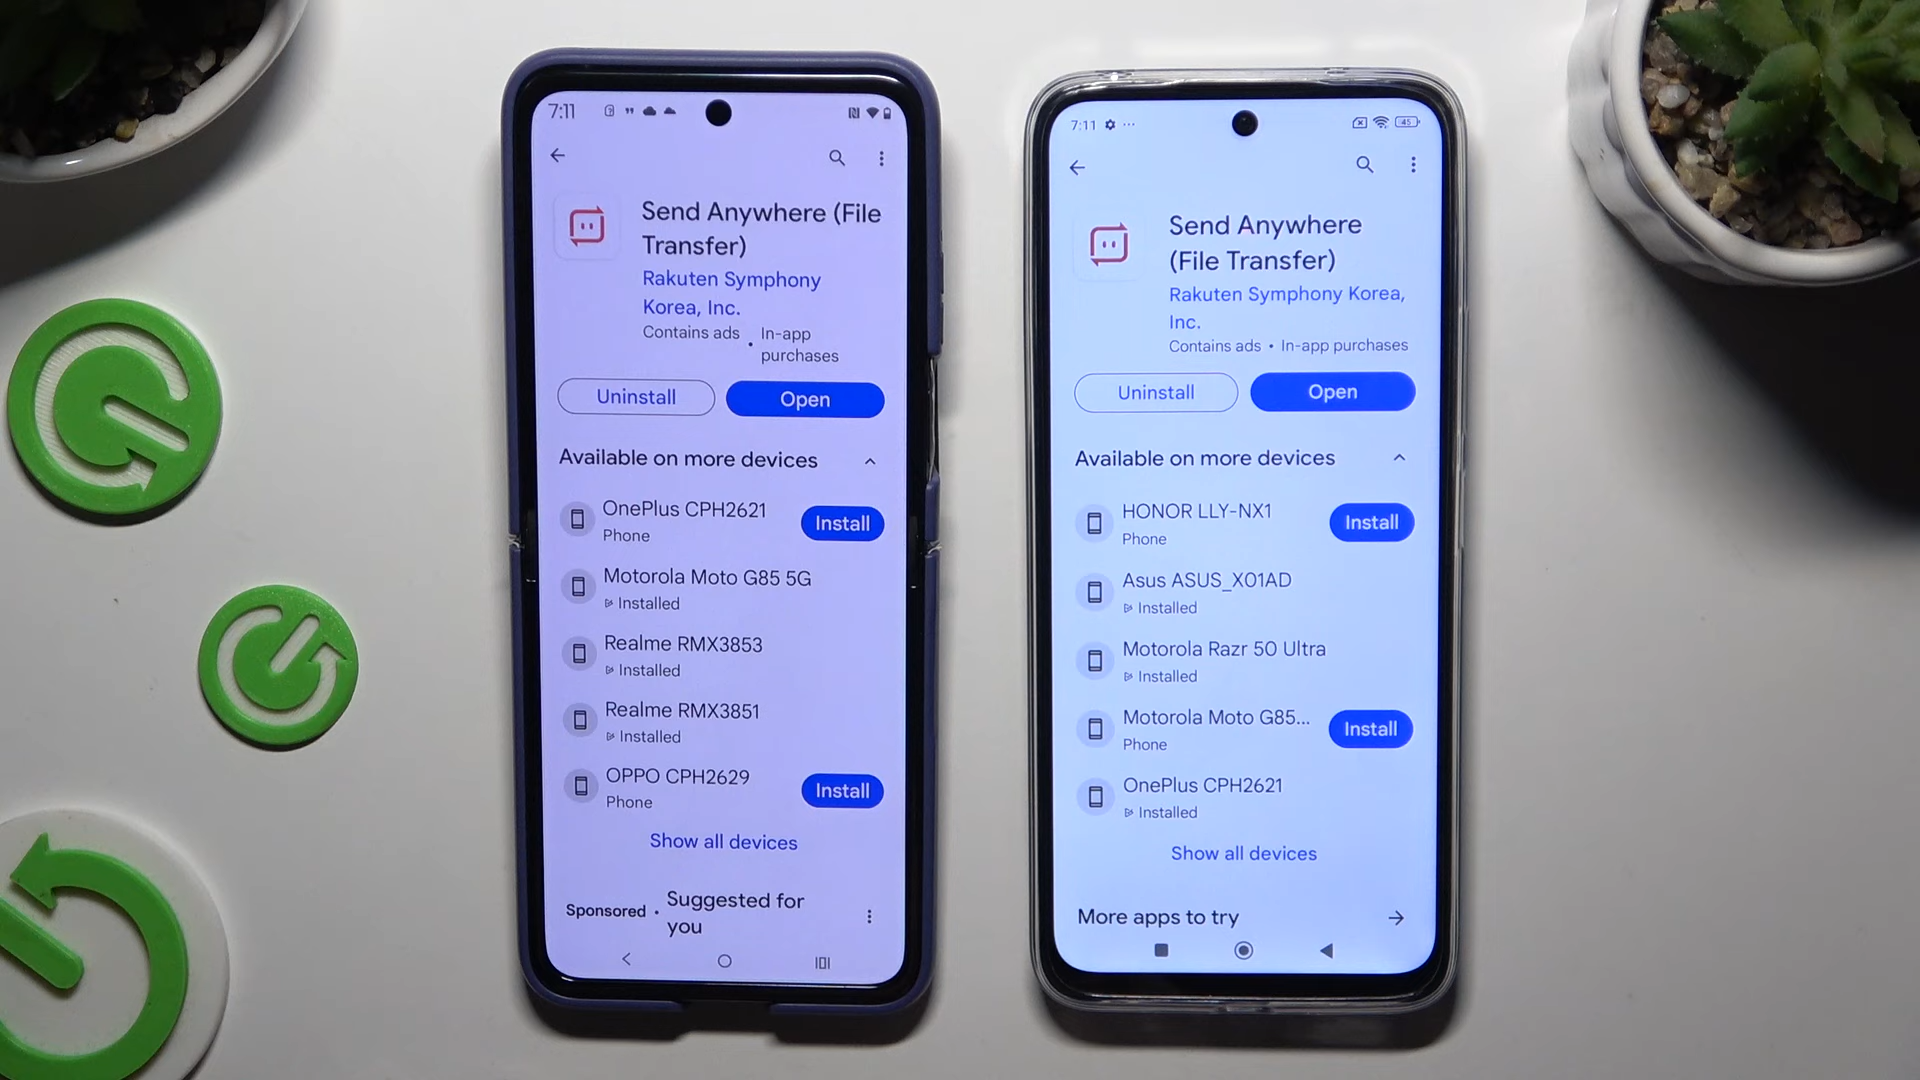 7:11
Send Anywhere (File
Transfer)
Rakuten Symphony
Korea, Inc.
Contains ads • In-app
purchases
Uninstall
Open
Available on more devices
OnePlus CPH2621
Phone
Install
Motorola Moto G85 5G
Installed
Realme RMX3853
Installed
Realme RMX3851
Installed
OPPO CPH2629
Phone
Install
Show all devices
Sponsored •
Suggested for
you
7:11
45
Send Anywhere
(File Transfer)
Rakuten Symphony Korea,
Inc.
Contains ads • In-app purchases
Uninstall
Open
Available on more devices
HONOR LLY-NX1
Phone
Install
Asus ASUS_X01AD
Installed
Motorola Razr 50 Ultra
Installed
Motorola Moto G85...
Phone
Install
OnePlus CPH2621
Installed
Show all devices
More apps to try